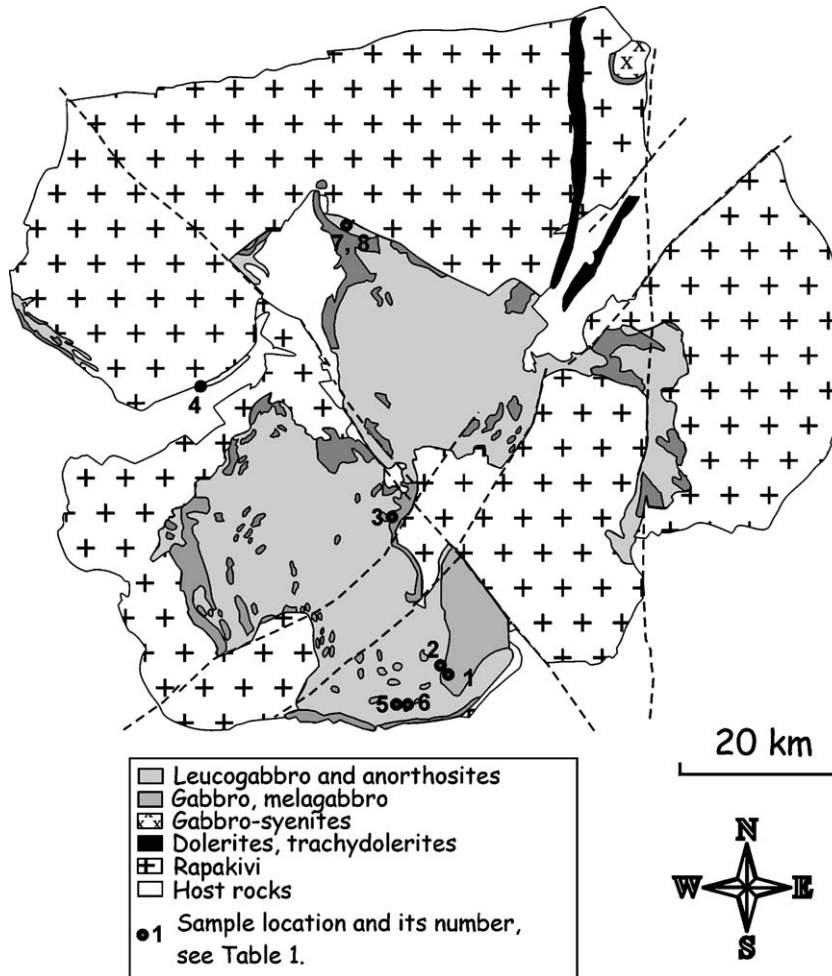 7, 8
4
3
2
1
5
6
20 km
Leucogabbro and anorthosites
Gabbro, melagabbro
Gabbro-syenites
Dolerites, trachydolerites
Rapakivi
Host rocks
1 Sample location and its number,
see Table 1.
N
W E
S